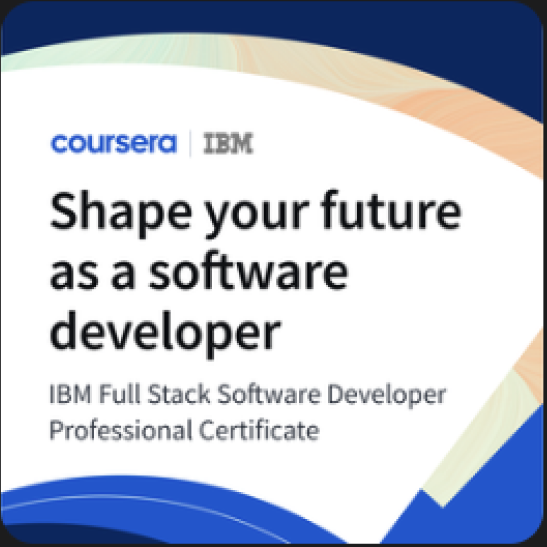 coursera | IBM
Shape your future
as a software
developer
IBM Full Stack Software Developer
Professional Certificate